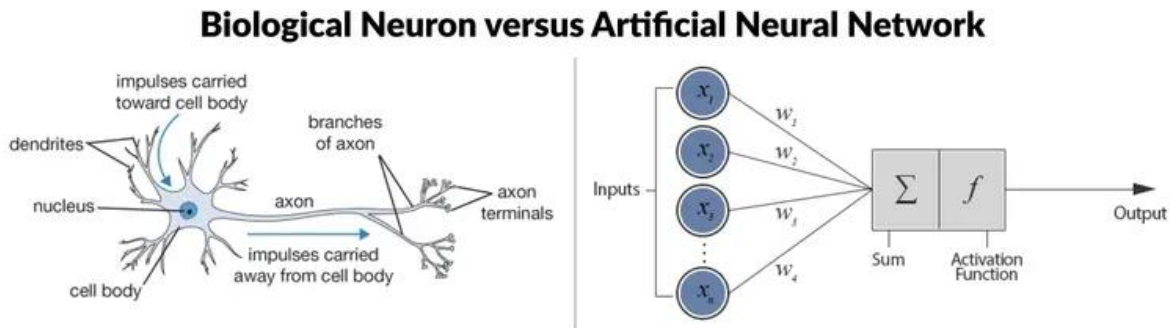 Biological Neuron versus Artificial Neural Network
impulses carried
toward cell body
dendrites
nucleus
cell body
axon
impulses carried
away from cell body
branches
of axon
axon
terminals
Inputs
x₁
x₂
x₃
xₙ
w₁
w₂
w₃
w₄
∑
f
Sum
Activation
Function
Output